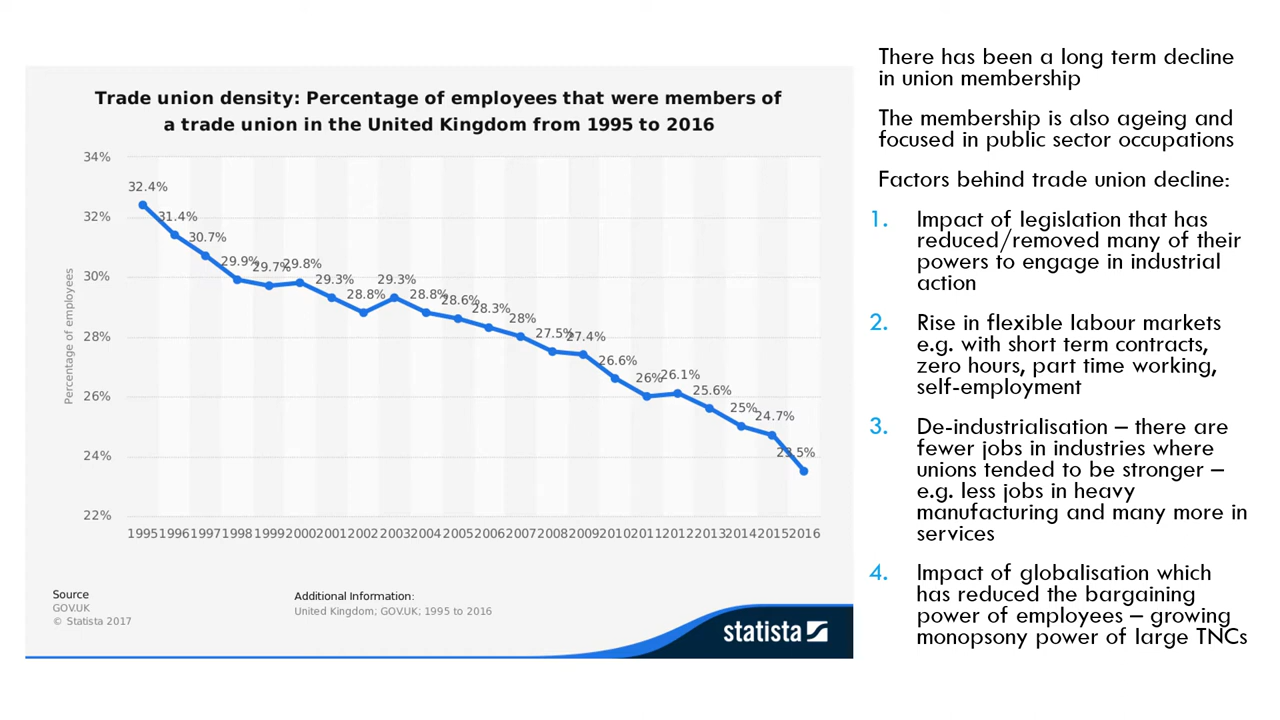 Trade union density: Percentage of employees that were members of
a trade union in the United Kingdom from 1995 to 2016
Percentage of employees
34%
32%
30%
28%
26%
24%
22%
32.4%
31.4%
30.7%
29.9%
29.7%
29.8%
29.3%
28.8%
29.3%
28.8%
28.6%
28.3%
28%
27.5%
27.4%
26.6%
26%
26.1%
25.6%
25%
24.7%
23.5%
1995 1996 1997 1998 1999 2000 2001 2002 2003 2004 2005 2006 2007 2008 2009 2010 2011 2012 2013 2014 2015 2016
Source
GOV.UK
© Statista 2017
Additional Information:
United Kingdom; GOV.UK; 1995 to 2016
statista
There has been a long term decline
in union membership
The membership is also ageing and
focused in public sector occupations
Factors behind trade union decline:
1. Impact of legislation that has
reduced/removed many of their
powers to engage in industrial
action
2. Rise in flexible labour markets
e.g. with short term contracts,
zero hours, part time working,
self-employment
3. De-industrialisation – there are
fewer jobs in industries where
unions tended to be stronger –
e.g. less jobs in heavy
manufacturing and many more in
services
4. Impact of globalisation which
has reduced the bargaining
power of employees – growing
monopsony power of large TNCs